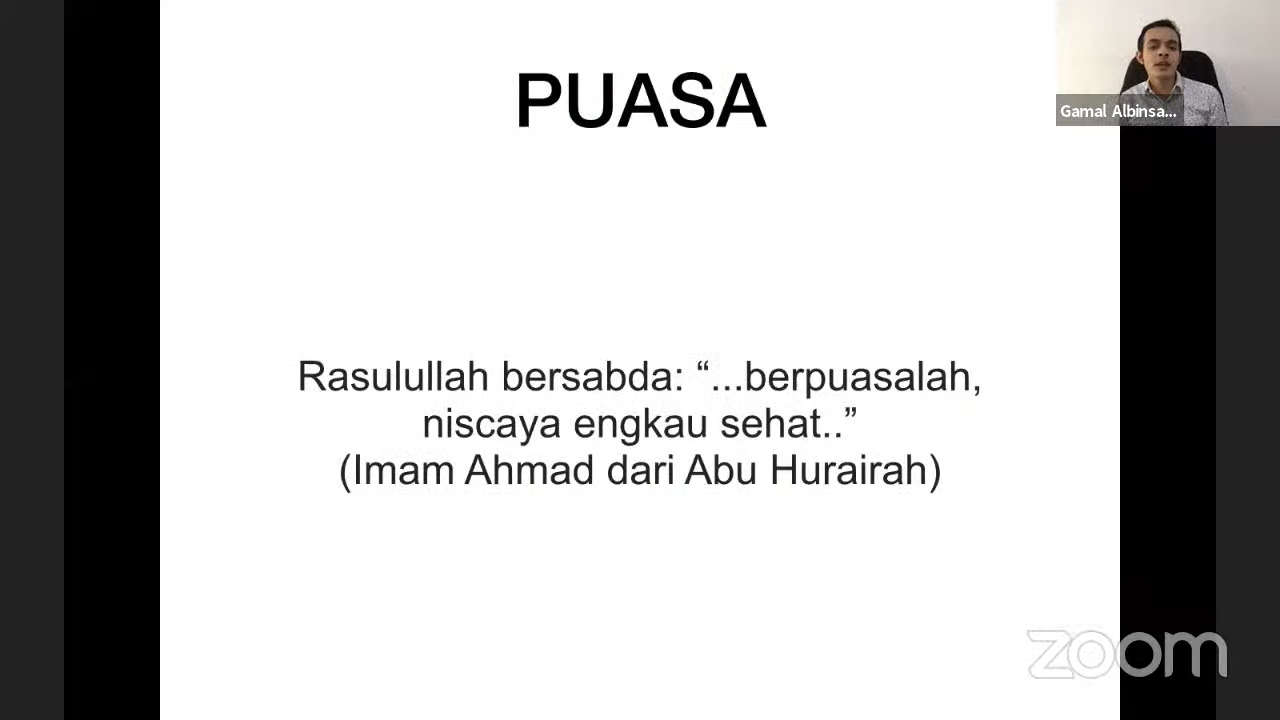 PUASA
Gamal Albinsa...
Rasulullah bersabda: “...berpuasalah,
niscaya engkau sehat..”
(Imam Ahmad dari Abu Hurairah)
zoom